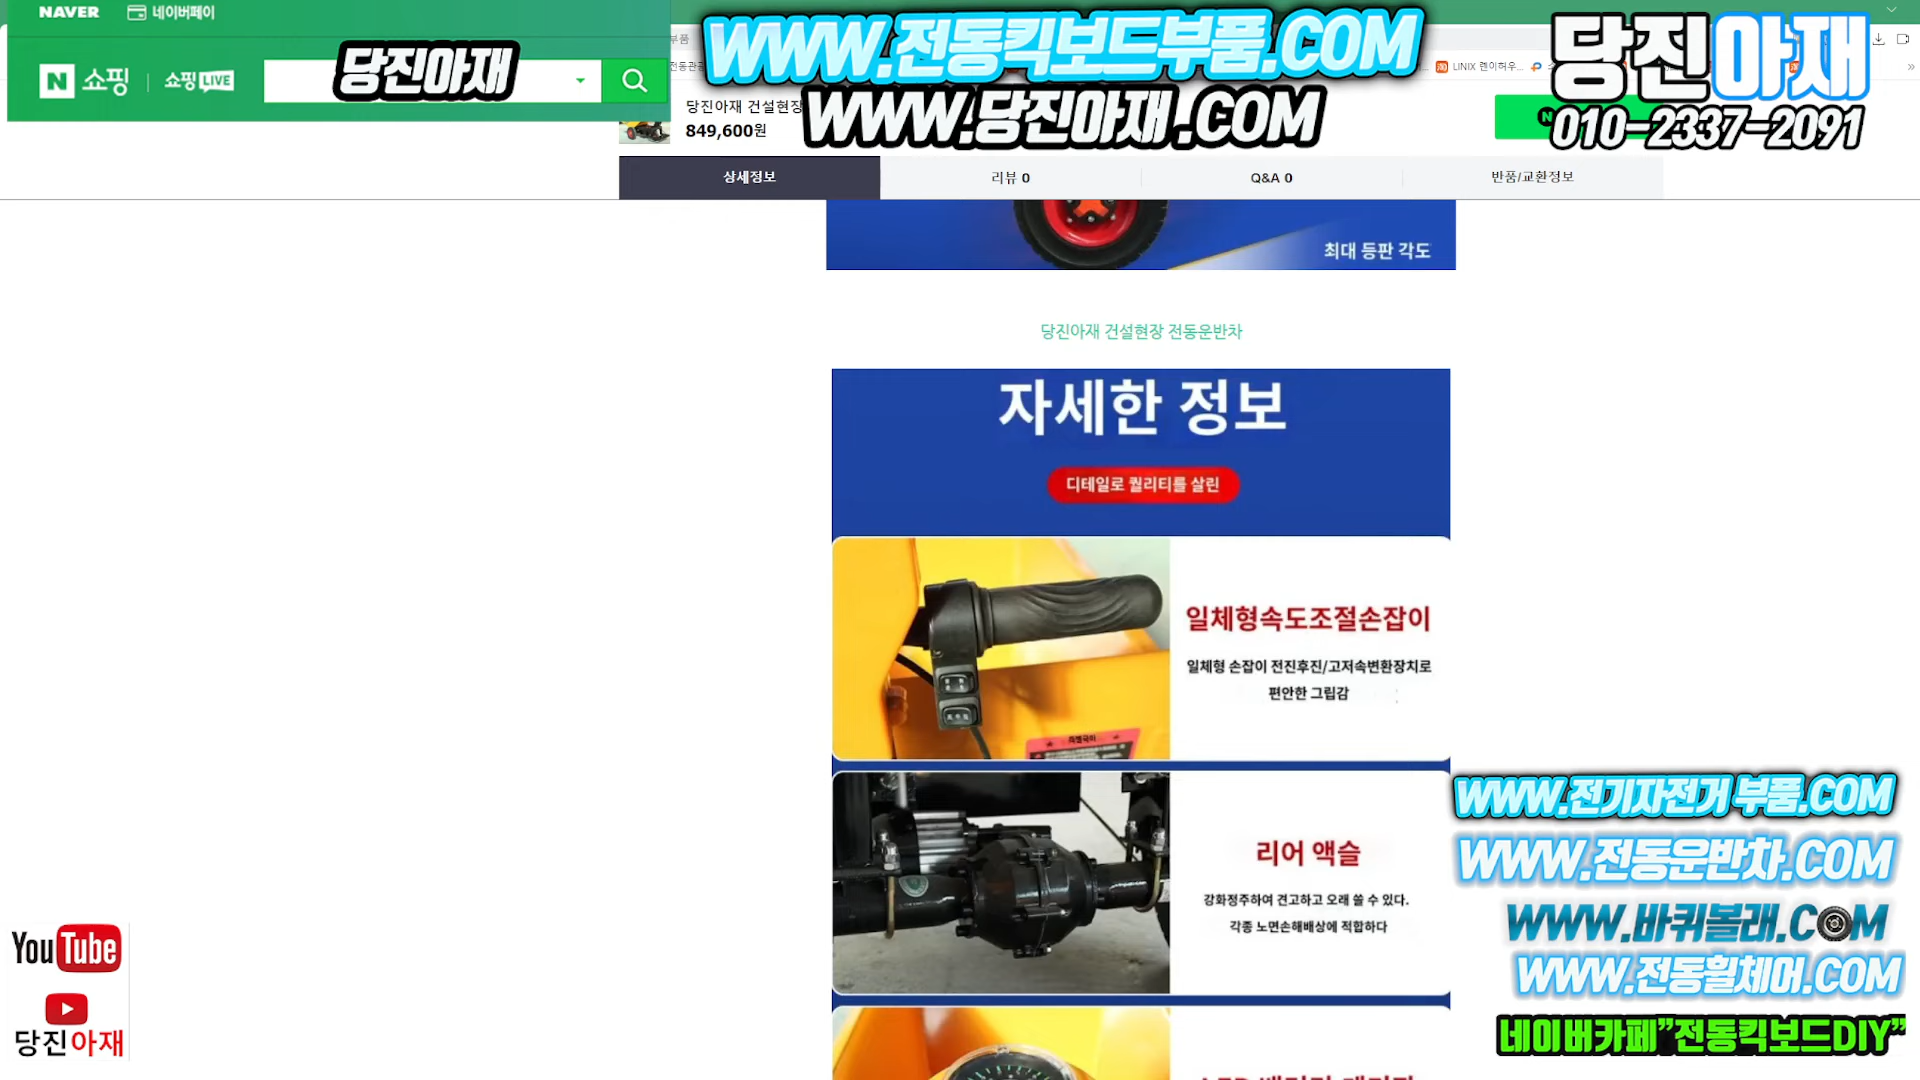 NAVER 네이버페이
N 쇼핑 쇼핑LIVE
당진아재
WWW.전동킥보드부품.COM
WWW.당진아재.COM
당진아재
010-2337-2091
부품
LINIX 렌이허우...
당진아재 건설현장
849,600원
상세정보
리뷰 0
Q&A 0
반품/교환정보
최대 등판 각도
당진아재 건설현장 전동운반차
자세한 정보
디테일로 퀄리티를 살린
일체형속도조절손잡이
일체형 손잡이 전진후진/고저속변환장치로
편안한 그립감
리어 액슬
강화정주하여 견고하고 오래 쓸 수 있다.
각종 노면손해배상에 적합하다
WWW.전기자전거 부품.COM
WWW.전동운반차.COM
WWW.바퀴볼래.COM
WWW.전동휠체어.COM
네이버카페"전동킥보드DIY"
YouTube
당진아재